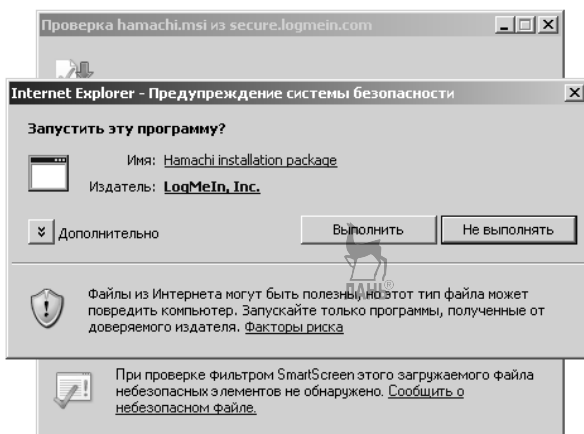 Проверка hamachi.msi из secure.logmein.com
Internet Explorer - Предупреждение системы безопасности
Запустить эту программу?
Имя: Hamachi installation package
Издатель: LogMeIn, Inc.
Дополнительно
Выполнить
Не выполнять
ЛАНЬ®
Файлы из Интернета могут быть полезны, но этот тип файла может
повредить компьютер. Запускайте только программы, полученные от
доверяемого издателя. Факторы риска
При проверке фильтром SmartScreen этого загружаемого файла
небезопасных элементов не обнаружено. Сообщить о
небезопасном файле.